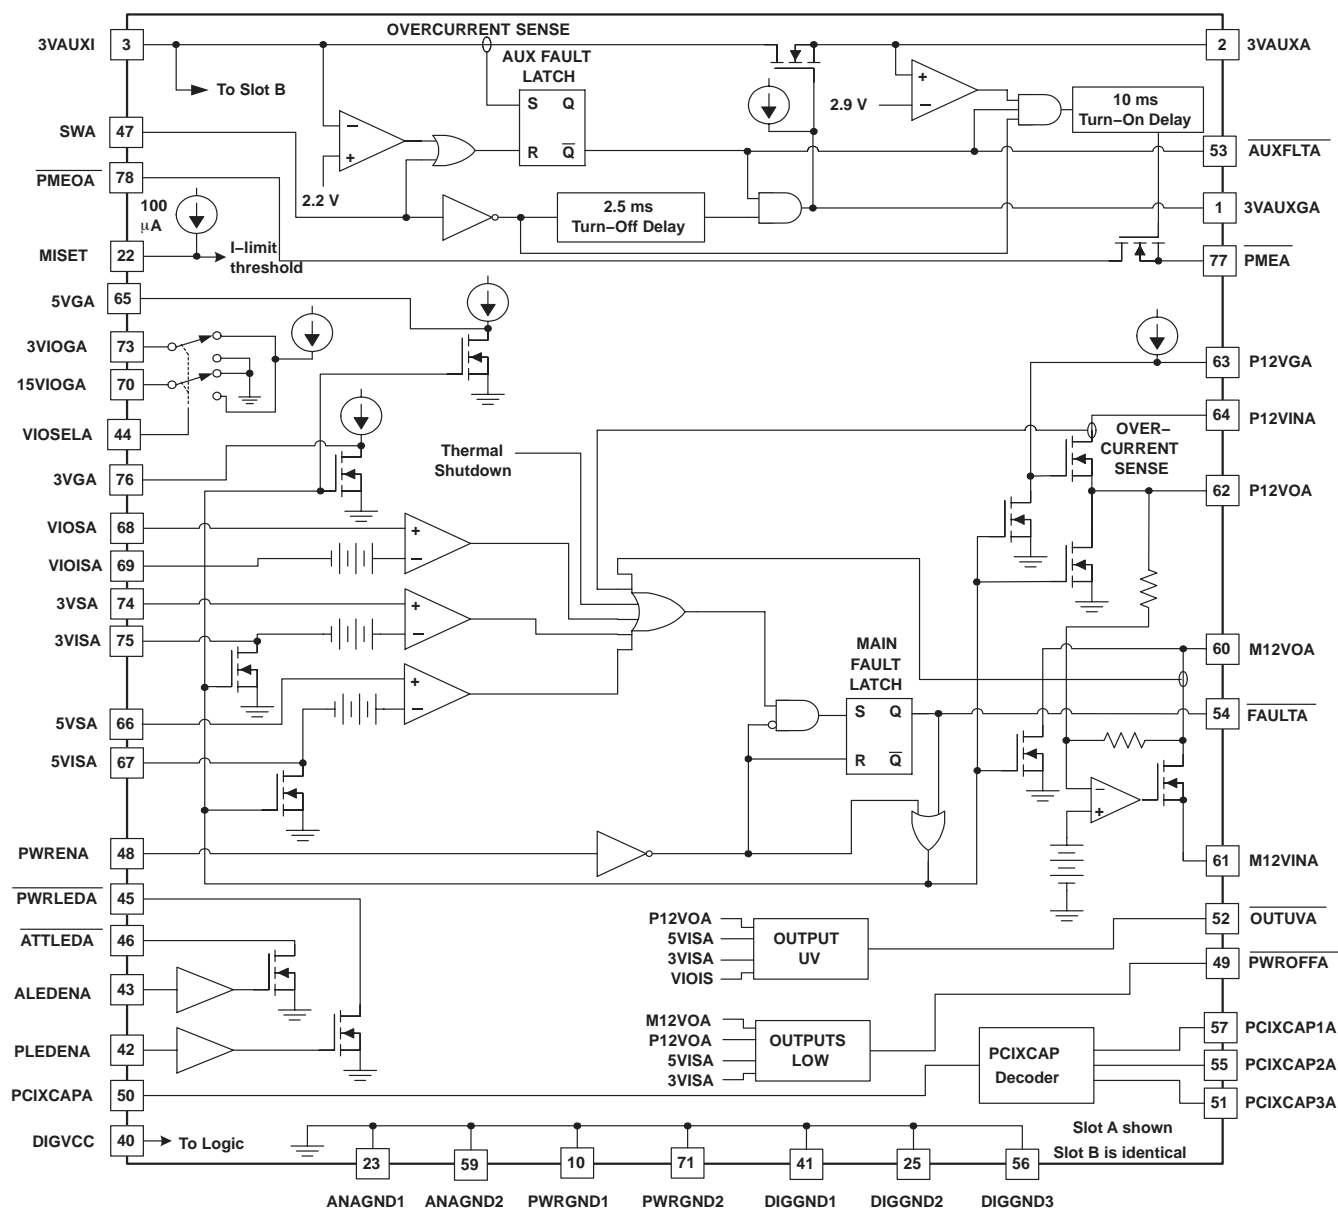 OVERCURRENT SENSE
3VAUXI
3
2
3VAUXA
AUX FAULT
LATCH
To Slot B
S Q
R Q
+
−
2.9 V
10 ms
Turn−On Delay
SWA
47
−
+
2.2 V
53
AUXFLTA
PMEOA
78
100
μA
2.5 ms
Turn−Off Delay
1
3VAUXGA
MISET
22
I−limit
threshold
77
PMEA
5VGA
65
3VIOGA
73
63
P12VGA
15VIOGA
70
64
P12VINA
OVER−
CURRENT
SENSE
VIOSELA
44
Thermal
Shutdown
3VGA
76
62
P12VOA
VIOSA
68
+
−
VIOISA
69
3VSA
74
+
−
3VISA
75
60
M12VOA
MAIN
FAULT
LATCH
5VSA
66
+
−
S Q
R Q
54
FAULTA
5VISA
67
−
+
PWRENA
48
61
M12VINA
PWRLEDA
45
52
OUTUVA
P12VOA
5VISA
3VISA
VIOIS
OUTPUT
UV
ATTLEDA
46
49
PWROFFA
ALEDENA
43
M12VOA
P12VOA
5VISA
3VISA
OUTPUTS
LOW
57
PCIXCAP1A
PLEDENA
42
PCIXCAP
Decoder
55
PCIXCAP2A
PCIXCAPA
50
51
PCIXCAP3A
DIGVCC
40
To Logic
Slot A shown
Slot B is identical
23 59 10 71 41 25 56
ANAGND1 ANAGND2 PWRGND1 PWRGND2 DIGGND1 DIGGND2 DIGGND3